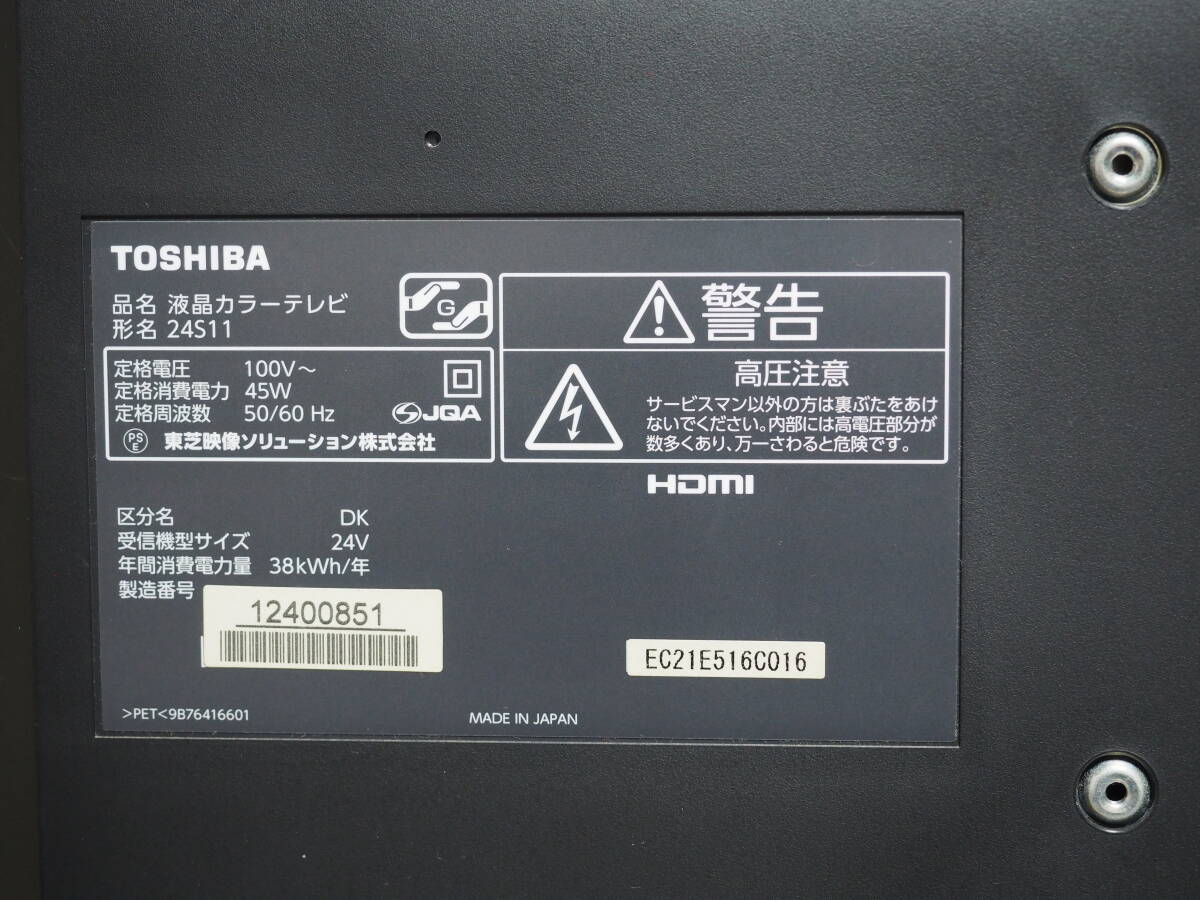 TOSHIBA
品名 液晶カラーテレビ
形名 24S11
G
定格電圧 100V～
定格消費電力 45W
定格周波数 50/60 Hz
JQA
PSE 東芝映像ソリューション株式会社
警告
高圧注意
サービスマン以外の方は裏ぶたをあけ
ないでください。内部には高電圧部分が
数多くあり、万一さわると危険です。
HDMI
区分名 DK
受信機型サイズ 24V
年間消費電力量 38kWh/年
製造番号
12400851
EC21E516C016
>PET<9B76416601
MADE IN JAPAN